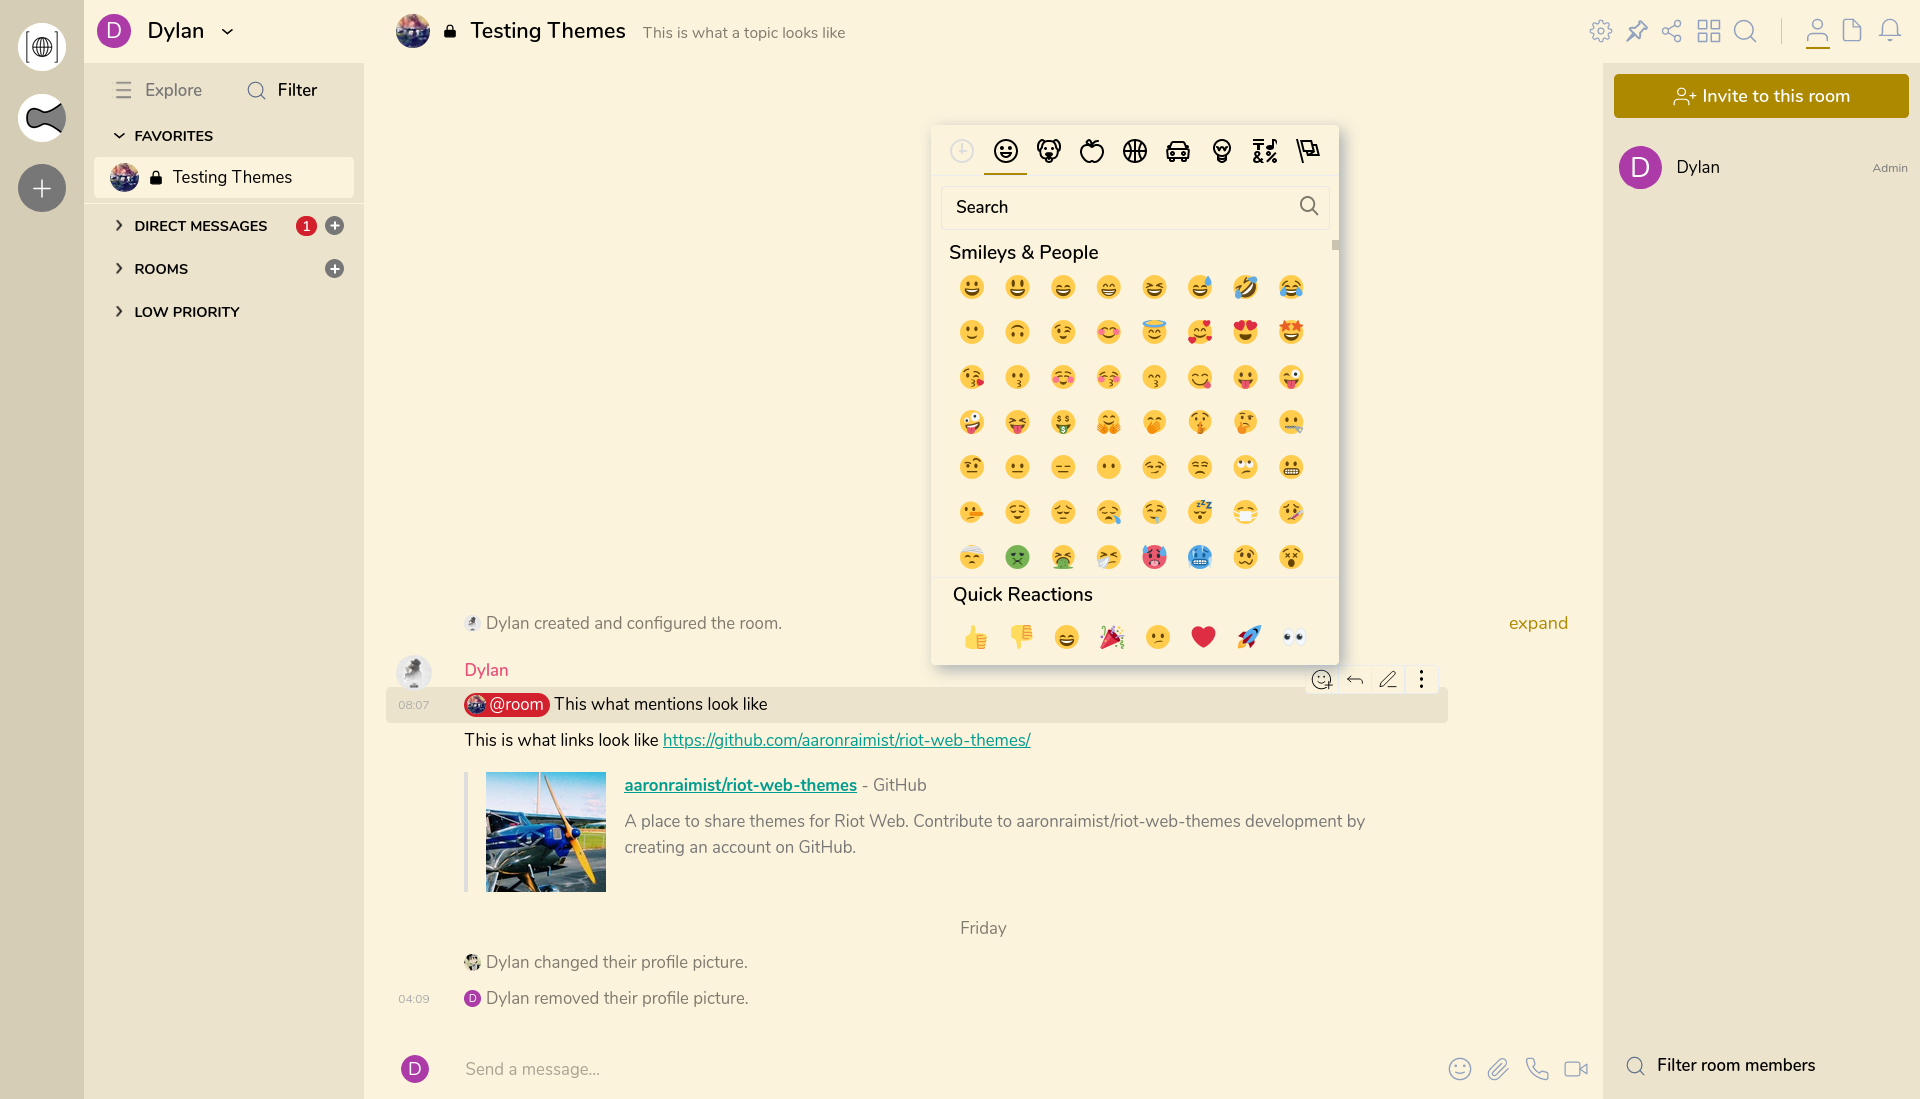 D Dylan
Testing Themes This is what a topic looks like
Explore Filter
FAVORITES
Testing Themes
DIRECT MESSAGES 1
ROOMS
LOW PRIORITY
Search
Smileys & People
Quick Reactions
Dylan created and configured the room. expand
Dylan
08:07 @room This what mentions look like
This is what links look like https://github.com/aaronraimist/riot-web-themes/
aaronraimist/riot-web-themes - GitHub
A place to share themes for Riot Web. Contribute to aaronraimist/riot-web-themes development by
creating an account on GitHub.
Friday
Dylan changed their profile picture.
04:09 D Dylan removed their profile picture.
D Send a message...
Invite to this room
D Dylan Admin
Filter room members